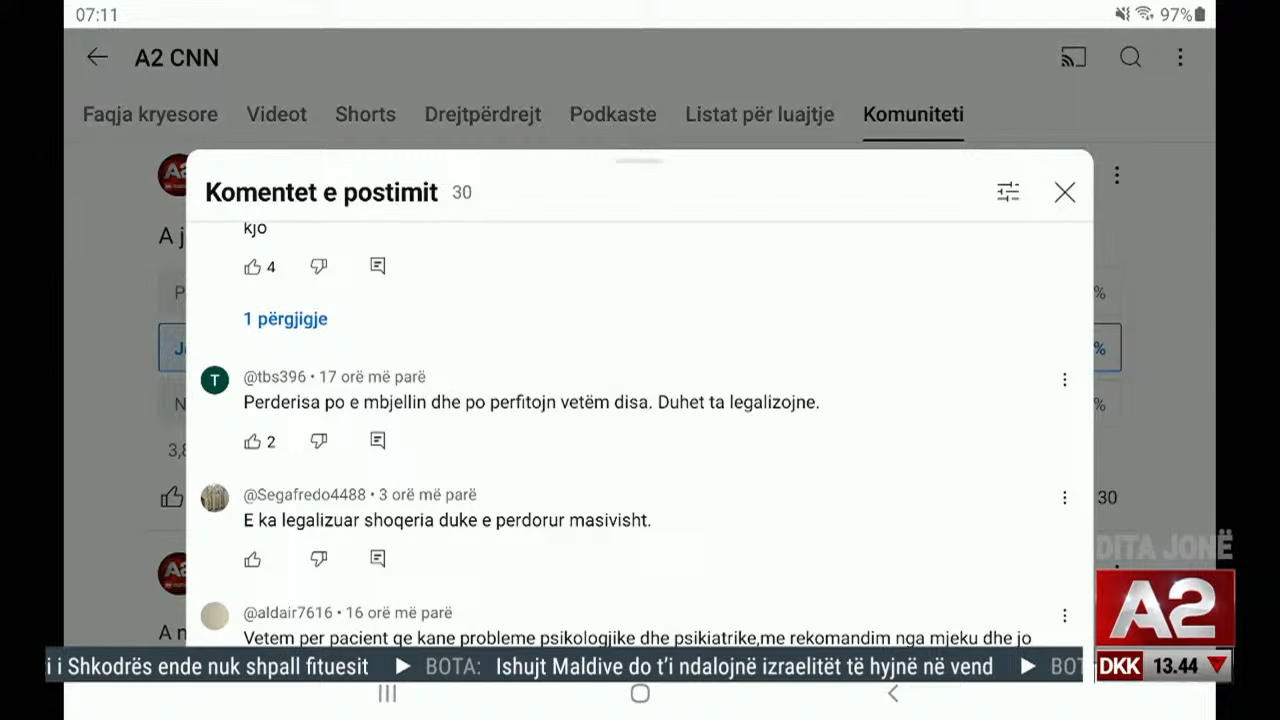 07:11
97%
A2 CNN
Faqja kryesore
Videot
Shorts
Drejtpërdrejt
Podkaste
Listat për luajtje
Komuniteti
Komentet e postimit 30
A j
kjo
4
P
%
1 përgjigje
J
%
@tbs396 • 17 orë më parë
T
Perderisa po e mbjellin dhe po perfitojn vetëm disa. Duhet ta legalizojne.
N
%
2
3,8
@Segafredo4488 • 3 orë më parë
30
E ka legalizuar shoqeria duke e perdorur masivisht.
DITA JONË
@aldair7616 • 16 orë më parë
A2
A n
Vetem per pacient qe kane probleme psikologjike dhe psikiatrike,me rekomandim nga mjeku dhe jo
i i Shkodrës ende nuk shpall fituesit ▶ BOTA: Ishujt Maldive do t’i ndalojnë izraelitët të hyjnë në vend ▶ BOT
DKK 13.44 ▼